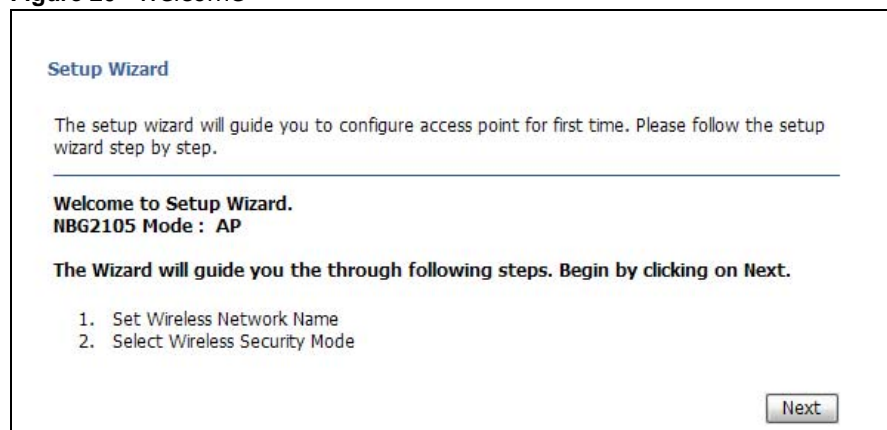 Setup Wizard
The setup wizard will guide you to configure access point for first time. Please follow the setup
wizard step by step.
Welcome to Setup Wizard.
NBG2105 Mode : AP
The Wizard will guide you the through following steps. Begin by clicking on Next.
1. Set Wireless Network Name
2. Select Wireless Security Mode
Next